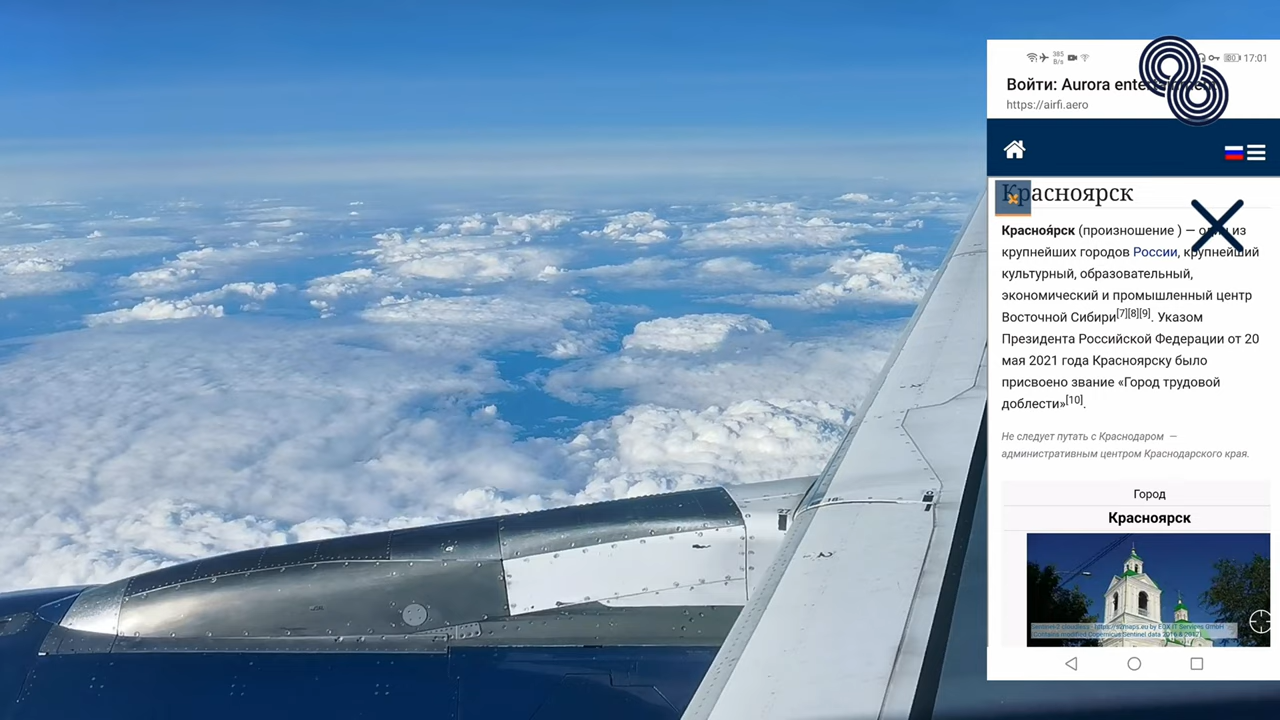 385
B/s
80
17:01
Войти: Aurora
https://airfi.aero
Красноярск
Красноя́рск (произношение ) — один из
крупнейших городов России, крупнейший
культурный, образовательный,
экономический и промышленный центр
Восточной Сибири[7][8][9]. Указом
Президента Российской Федерации от 20
мая 2021 года Красноярску было
присвоено звание «Город трудовой
доблести»[10].
Не следует путать с Краснодаром —
административным центром Краснодарского края.
Город
Красноярск